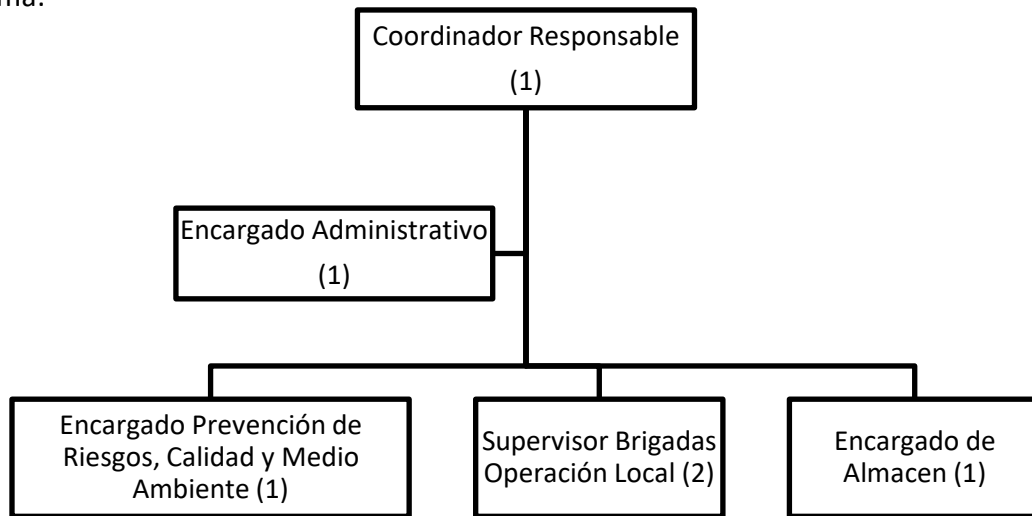 Coordinador Responsable
(1)
Encargado Administrativo
(1)
Encargado Prevención de
Riesgos, Calidad y Medio
Ambiente (1)
Supervisor Brigadas
Operación Local (2)
Encargado de
Almacen (1)